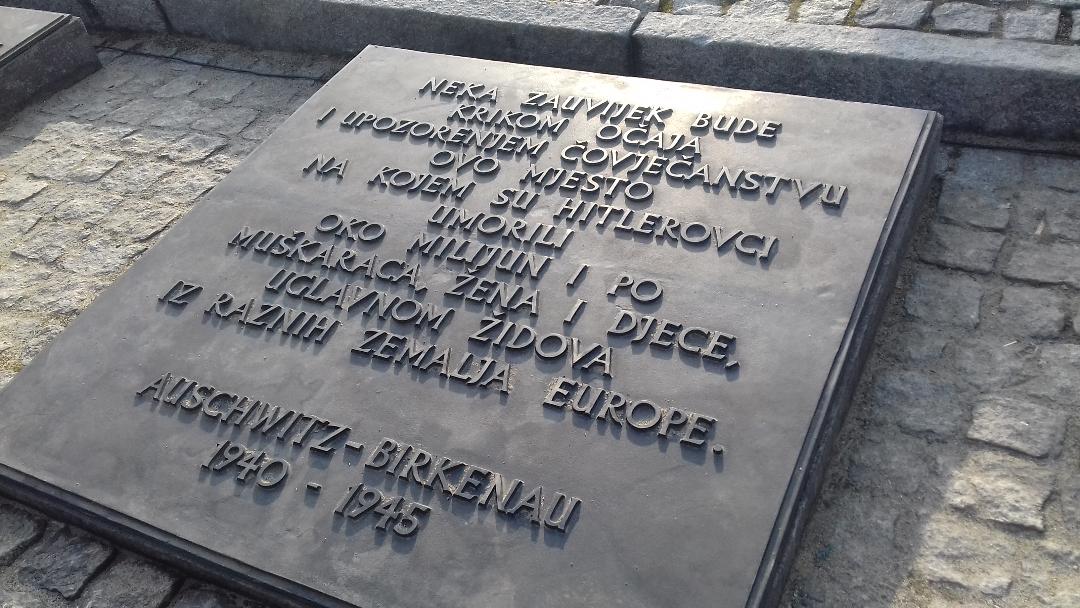 NEKA ZAUVIJEK BUDE
KRIKOM OČAJA
I UPOZORENJEM ČOVJEČANSTVU
OVO MJESTO
NA KOJEM SU HITLEROVCI
UMORILI
OKO MILIJUN I PO
MUŠKARACA, ŽENA I DJECE,
UGLAVNOM ŽIDOVA
IZ RAZNIH ZEMALJA EUROPE.
AUSCHWITZ-BIRKENAU
1940 - 1945